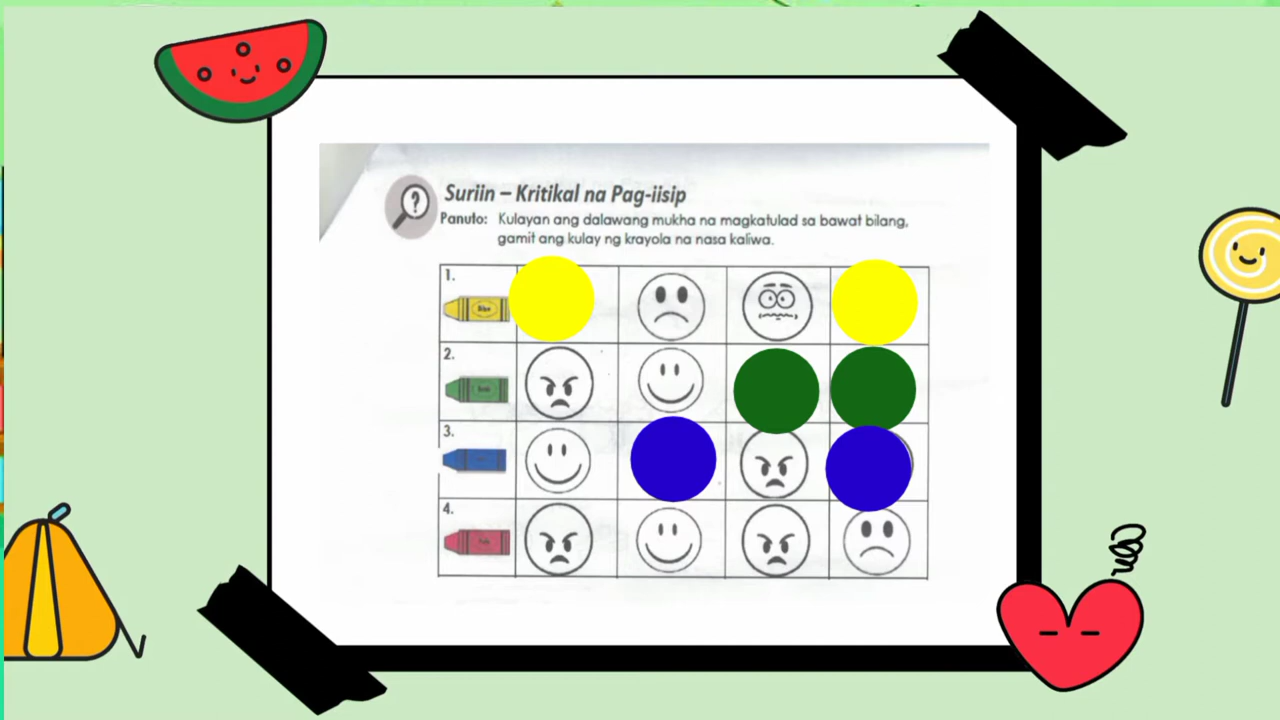 Suriin – Kritikal na Pag-iisip
Panuto: Kulayan ang dalawang mukha na magkatulad sa bawat bilang,
gamit ang kulay ng krayola na nasa kaliwa.
1.
2.
3.
4.